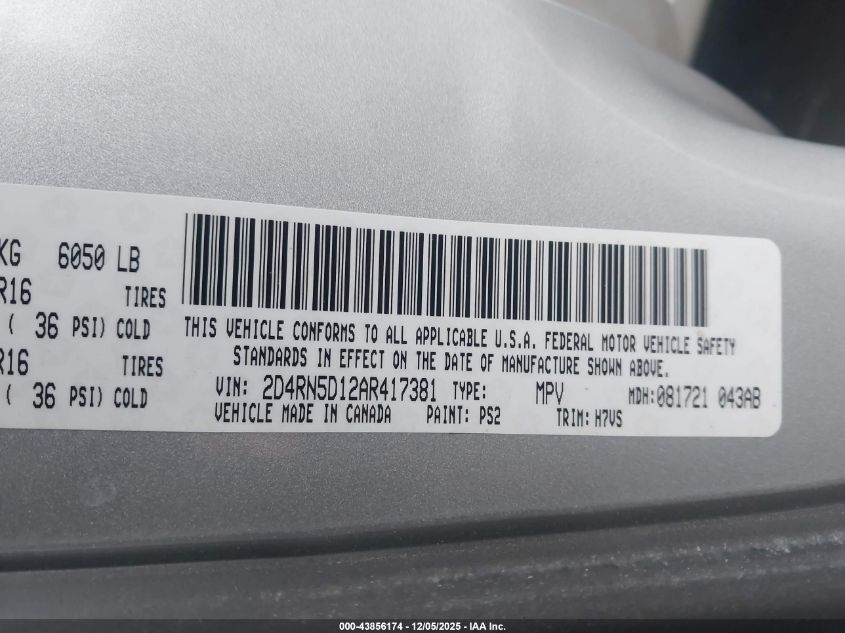 KG 6050 LB
R16 TIRES
( 36 PSI) COLD
R16 TIRES
( 36 PSI) COLD
THIS VEHICLE CONFORMS TO ALL APPLICABLE U.S.A. FEDERAL MOTOR VEHICLE SAFETY
STANDARDS IN EFFECT ON THE DATE OF MANUFACTURE SHOWN ABOVE.
VIN: 2D4RN5D12AR417381 TYPE: MPV MDH:081721 043AB
VEHICLE MADE IN CANADA PAINT: PS2 TRIM: H7VS
000-43856174 - 12/05/2025 - IAA Inc.